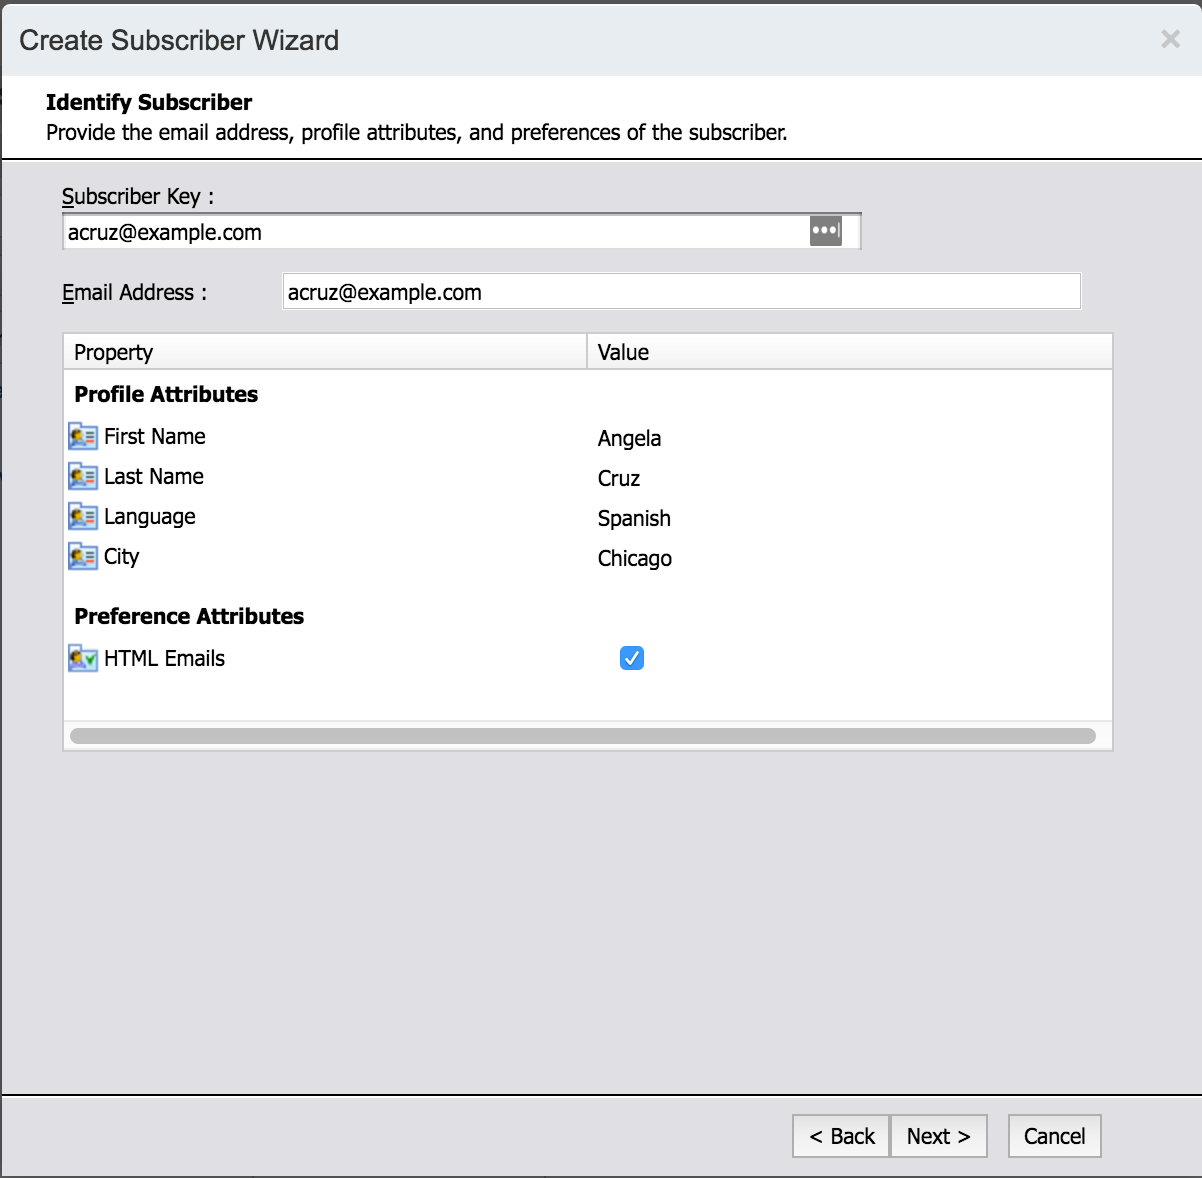 Create Subscriber Wizard
Identify Subscriber
Provide the email address, profile attributes, and preferences of the subscriber.
Subscriber Key :
acruz@example.com
Email Address : acruz@example.com
Property Value
Profile Attributes
First Name Angela
Last Name Cruz
Language Spanish
City Chicago
Preference Attributes
HTML Emails
< Back Next > Cancel